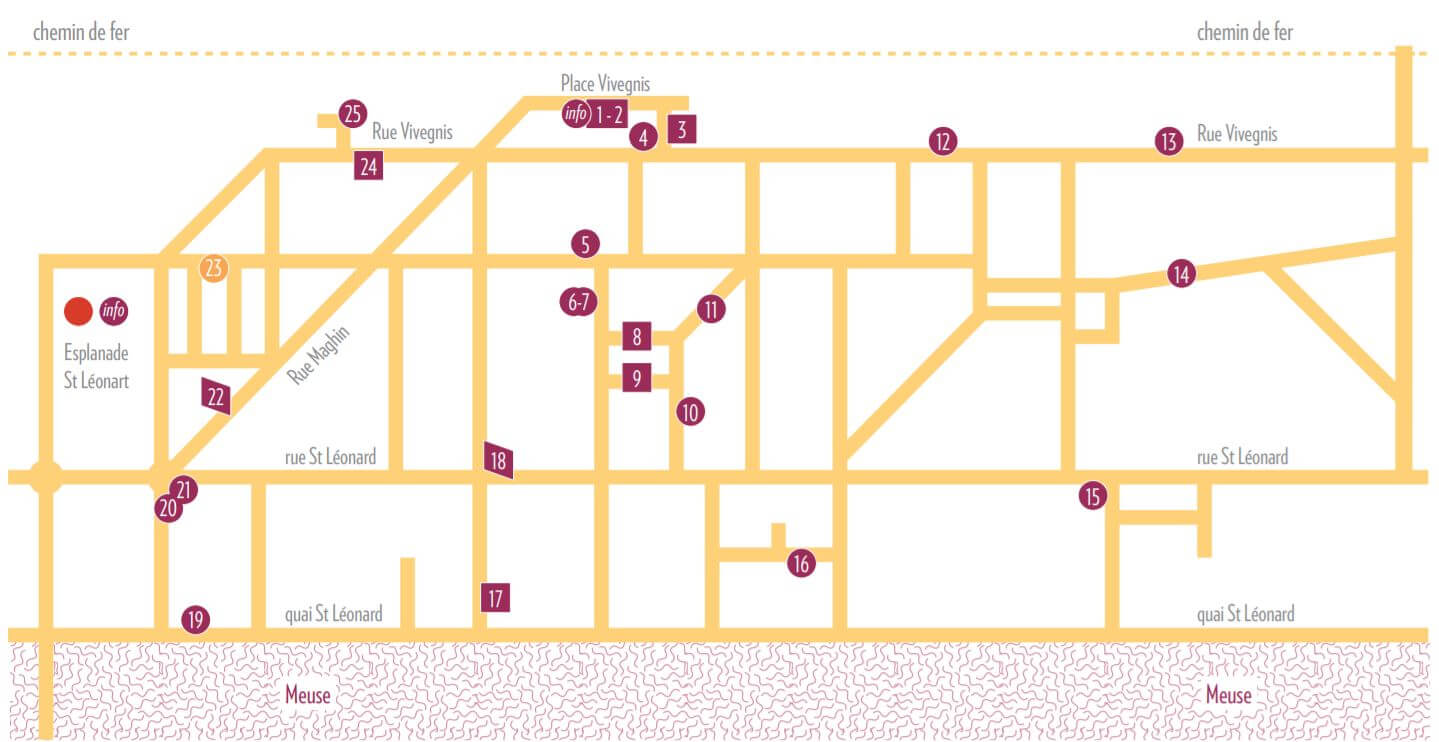 chemin de fer
chemin de fer
Place Vivegnis
info 1 - 2
25
Rue Vivegnis
4
3
12
13
Rue Vivegnis
24
5
23
14
info
6-7
11
8
Esplanade
St Léonart
Rue Maghin
9
22
10
rue St Léonard
18
rue St Léonard
21
20
15
16
17
19
quai St Léonard
quai St Léonard
Meuse
Meuse